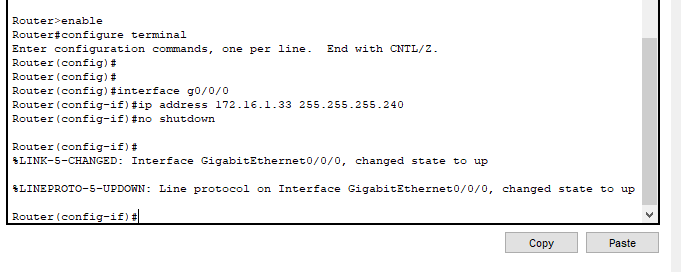 Router>enable
Router#configure terminal
Enter configuration commands, one per line.  End with CNTL/Z.
Router(config)#
Router(config)#
Router(config)#interface g0/0/0
Router(config-if)#ip address 172.16.1.33 255.255.255.240
Router(config-if)#no shutdown
Router(config-if)#
%LINK-5-CHANGED: Interface GigabitEthernet0/0/0, changed state to up
%LINEPROTO-5-UPDOWN: Line protocol on Interface GigabitEthernet0/0/0, changed state to up
Router(config-if)#
Copy Paste